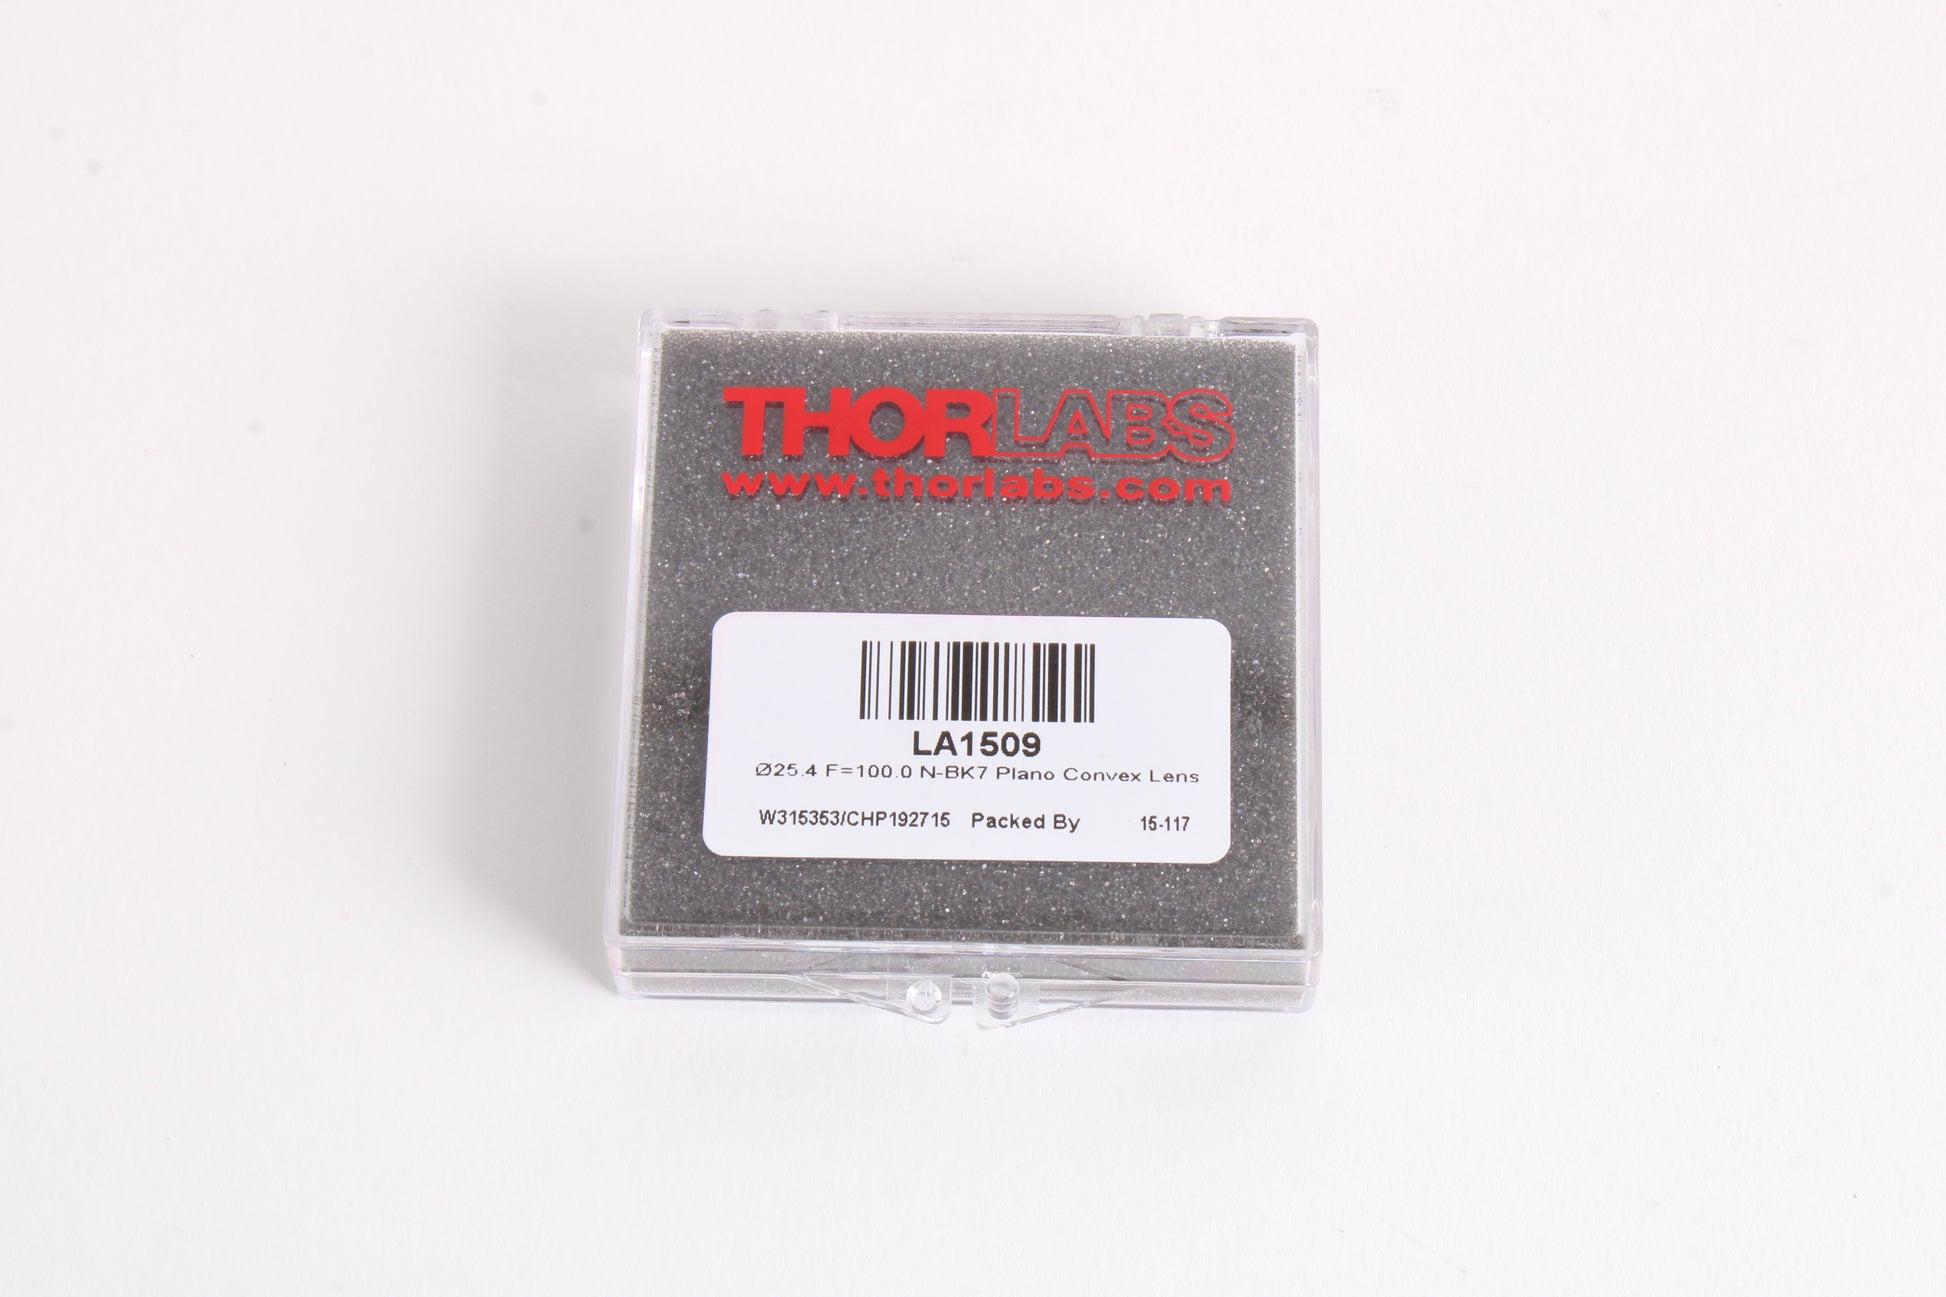 THORLABS
www.thorlabs.com
LA1509
Ø25.4 F=100.0 N-BK7 Plano Convex Lens
W315353/CHP192715 Packed By 15-117